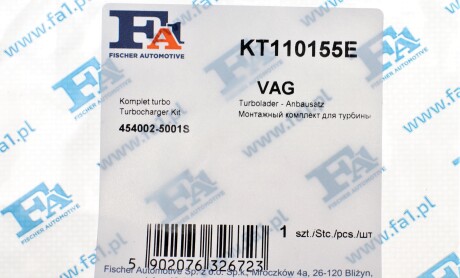 FA1
FISCHER AUTOMOTIVE
KT110155E
VAG
Komplet turbo
Turbocharger Kit
454002-5001S
Turbolader - Anbausatz
Монтажный комплект для турбины
1 szt./Stc./pcs./шт
5 902076 326723
Fischer Automotive Sp. z o.o. Sp.k., Mroczków 4a, 26-120 Bliżyn,
www.fa1.pl